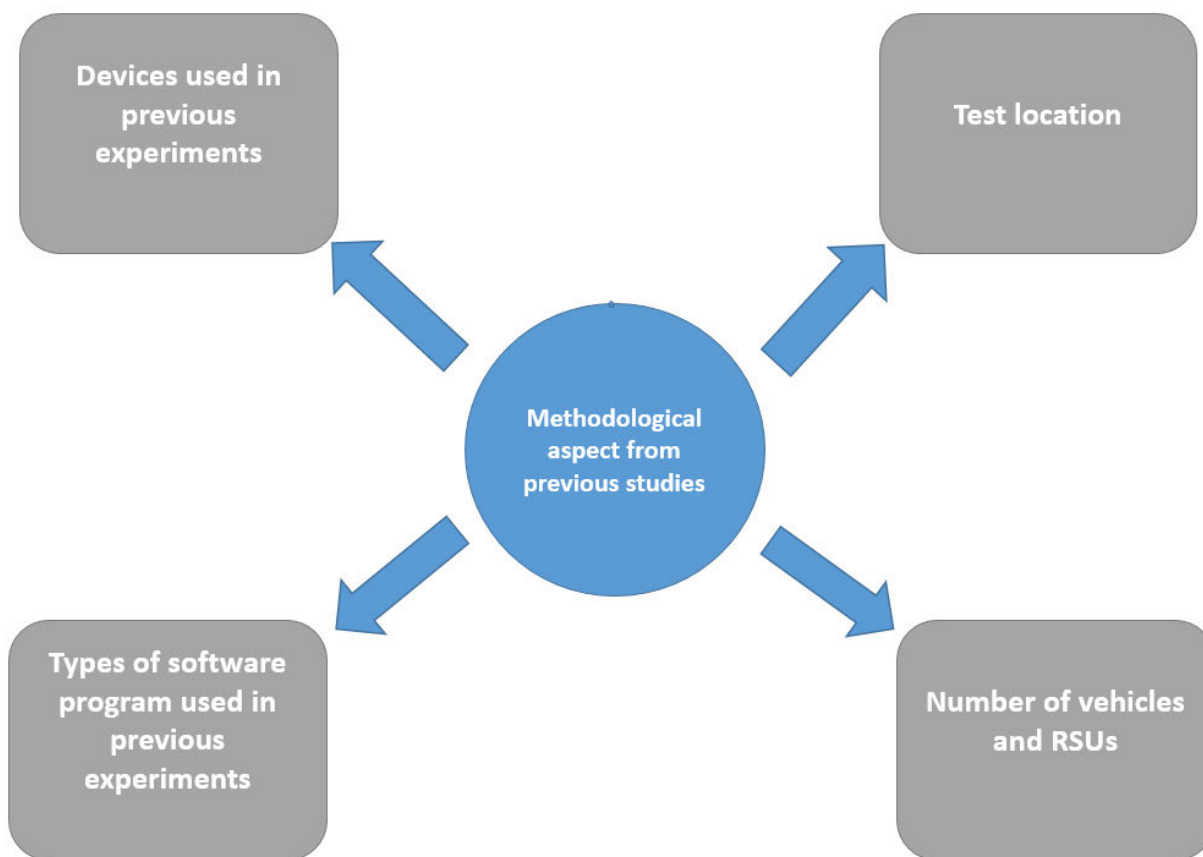 Devices used in
previous
experiments
Test location
Methodological
aspect from
previous studies
Types of software
program used in
previous
experiments
Number of vehicles
and RSUs